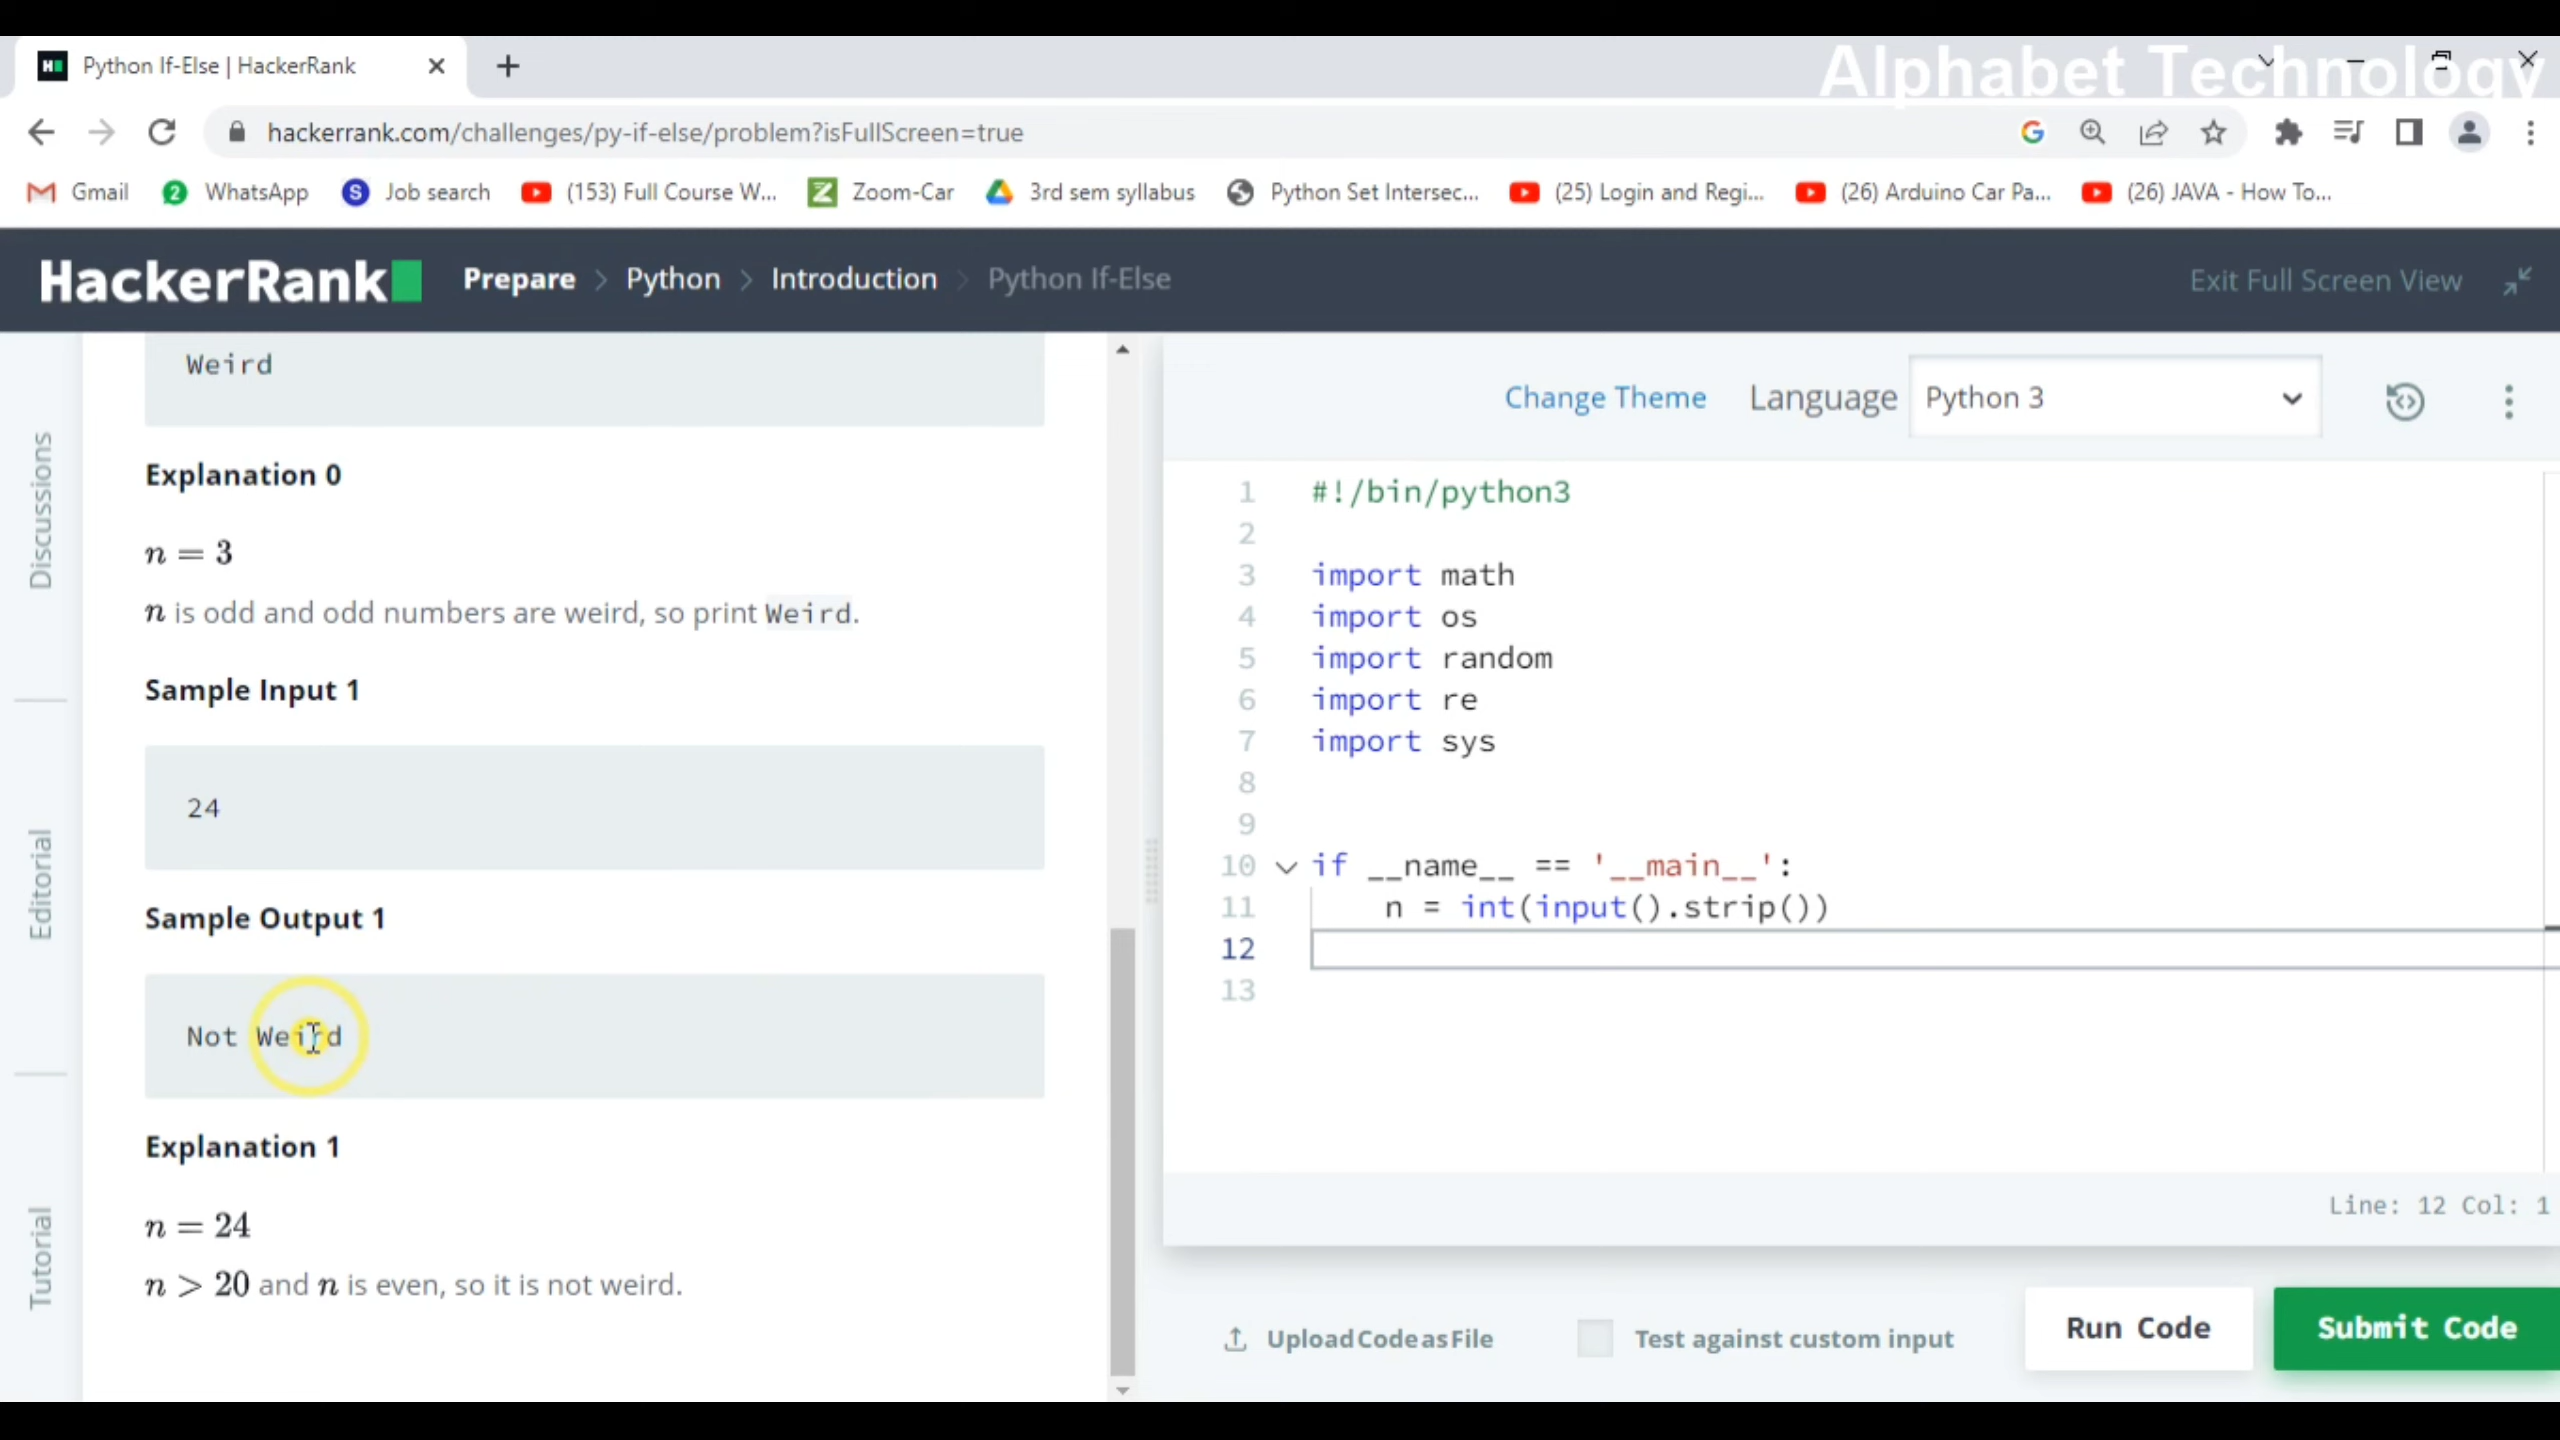 Python If-Else | HackerRank
Alphabet Technology
hackerrank.com/challenges/py-if-else/problem?isFullScreen=true
Gmail
WhatsApp
Job search
(153) Full Course W...
Zoom-Car
3rd sem syllabus
Python Set Intersec...
(25) Login and Regi...
(26) Arduino Car Pa...
(26) JAVA - How To...
HackerRank
Prepare > Python > Introduction > Python If-Else
Exit Full Screen View
Discussions
Editorial
Tutorial
Weird
Explanation 0
n = 3
n is odd and odd numbers are weird, so print Weird.
Sample Input 1
24
Sample Output 1
Not Weird
Explanation 1
n = 24
n > 20 and n is even, so it is not weird.
Change Theme
Language
Python 3
1 #!/bin/python3
2
3 import math
4 import os
5 import random
6 import re
7 import sys
8
9
10 if __name__ == '__main__':
11     n = int(input().strip())
12
13
Line: 12 Col: 1
Upload Code as File
Test against custom input
Run Code
Submit Code